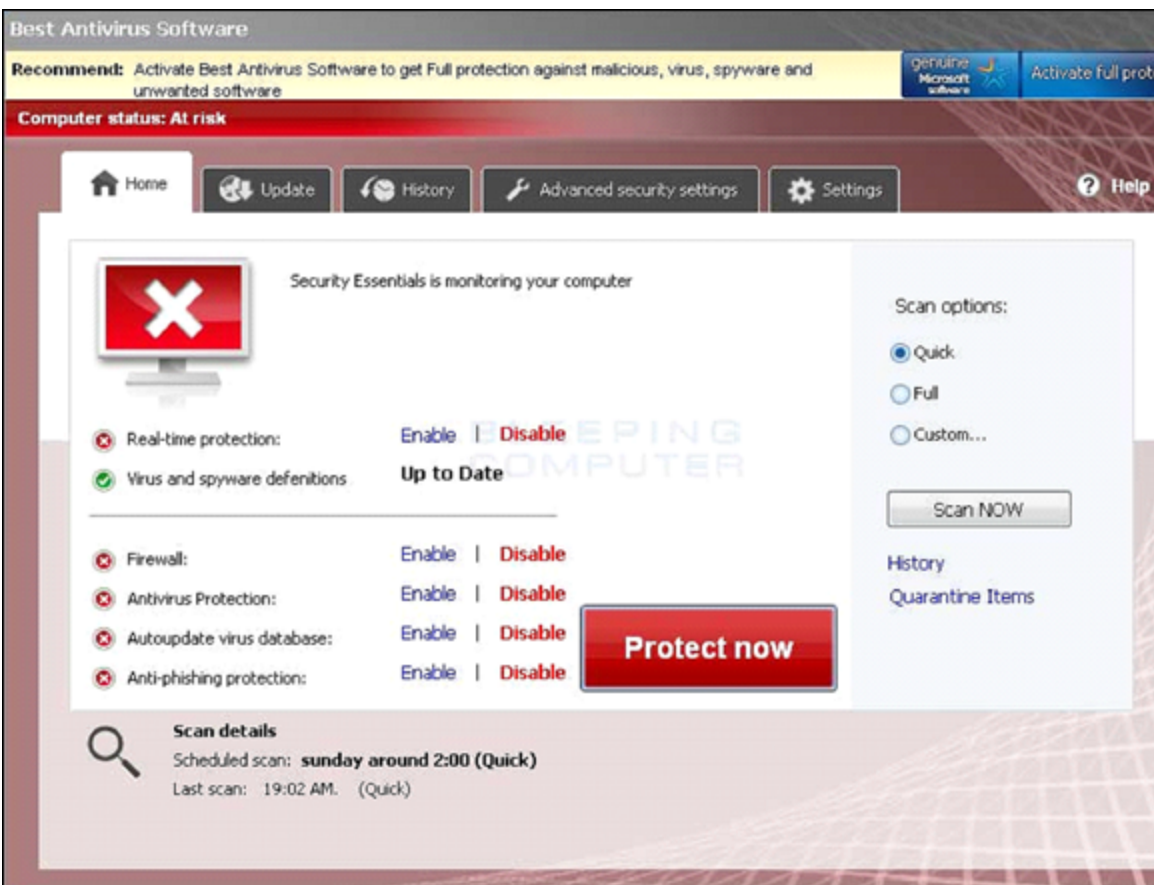 Best Antivirus Software
Recommend: Activate Best Antivirus Software to get Full protection against malicious, virus, spyware and
unwanted software
genuine
Microsoft
software
Activate full prot
Computer status: At risk
Home
Update
History
Advanced security settings
Settings
? Help
Security Essentials is monitoring your computer
Scan options:
Quick
Full
Custom...
Real-time protection: Enable | Disable
Virus and spyware defenitions Up to Date
BLEEPING
COMPUTER
Scan NOW
Firewall: Enable | Disable
History
Antivirus Protection: Enable | Disable
Quarantine Items
Autoupdate virus database: Enable | Disable
Protect now
Anti-phishing protection: Enable | Disable
Scan details
Scheduled scan: sunday around 2:00 (Quick)
Last scan: 19:02 AM. (Quick)